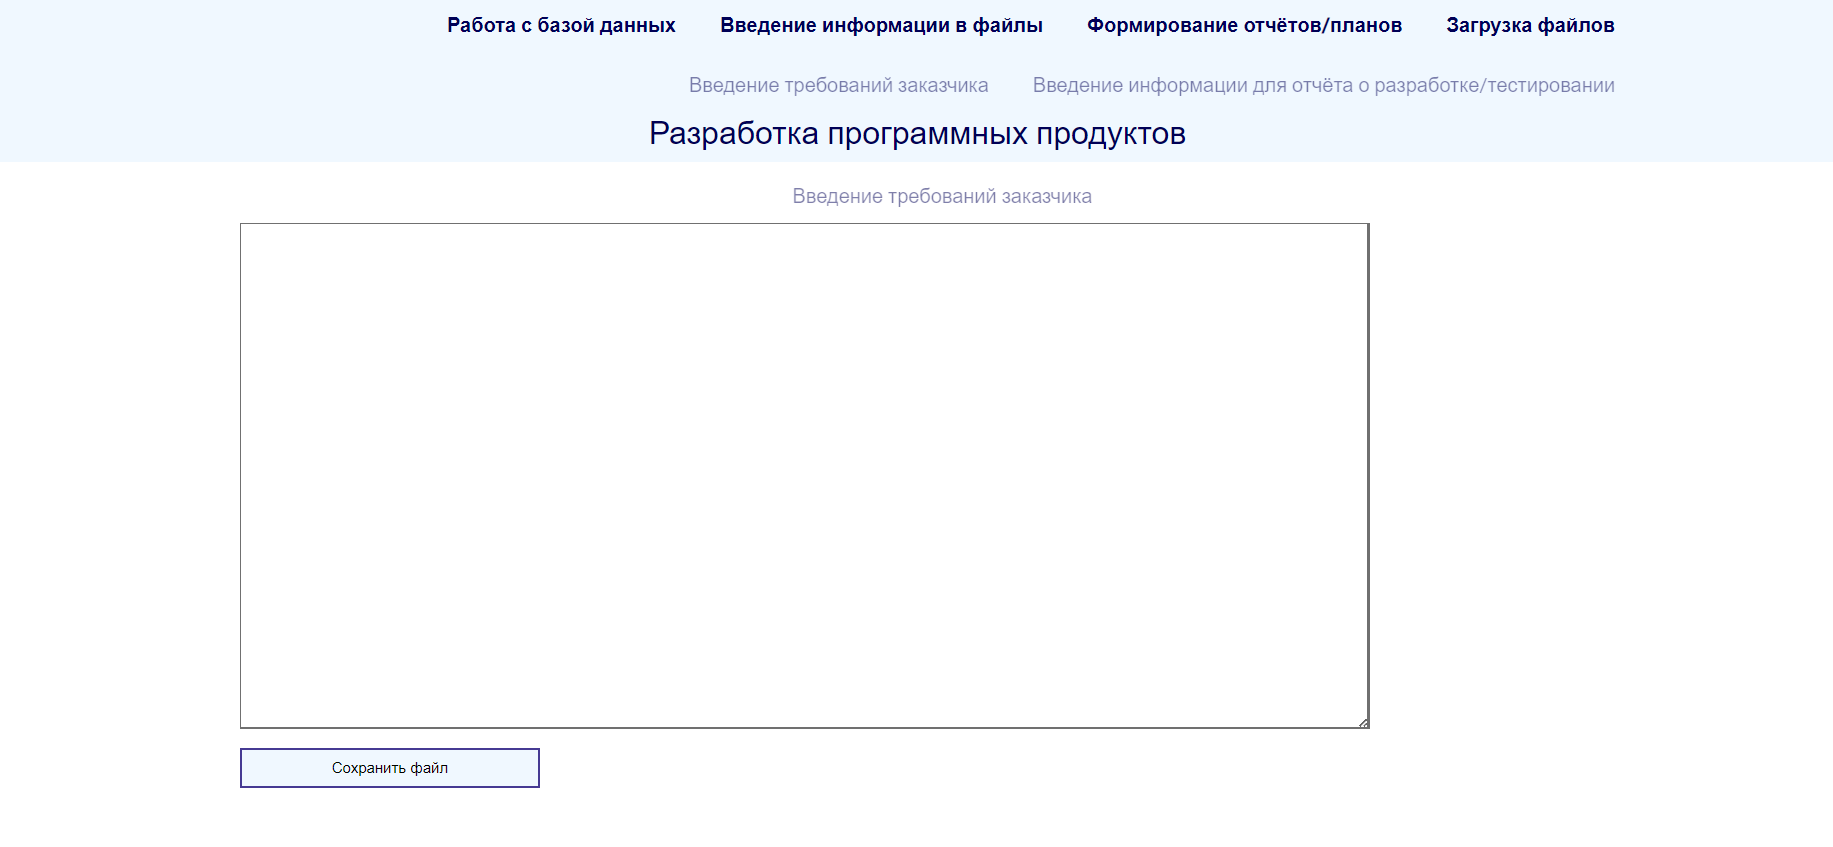 Работа с базой данных Введение информации в файлы Формирование отчётов/планов Загрузка файлов
Введение требований заказчика Введение информации для отчёта о разработке/тестировании
Разработка программных продуктов
Введение требований заказчика
Сохранить файл